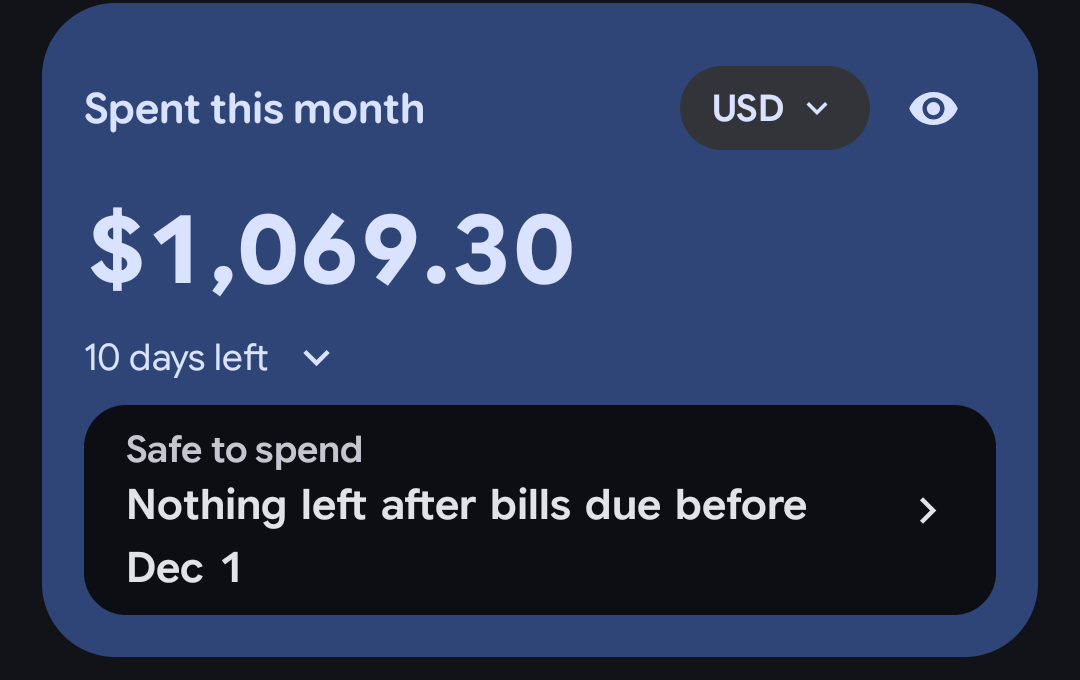 Spent this month
USD
$1,069.30
10 days left
Safe to spend
Nothing left after bills due before
Dec 1